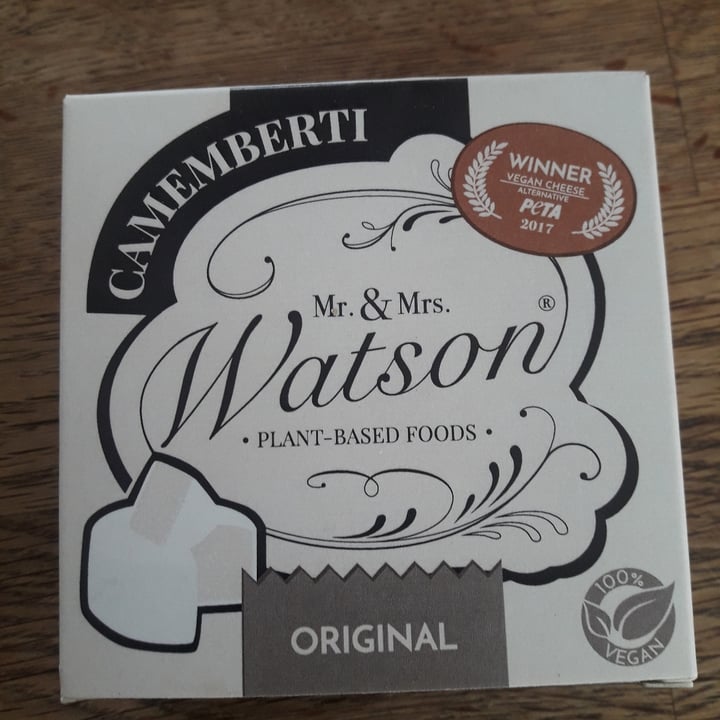 CAMEMBERTI
WINNER
VEGAN CHEESE
ALTERNATIVE
PeTA
2017
Mr. & Mrs.
Watson®
• PLANT-BASED FOODS •
ORIGINAL
100%
VEGAN